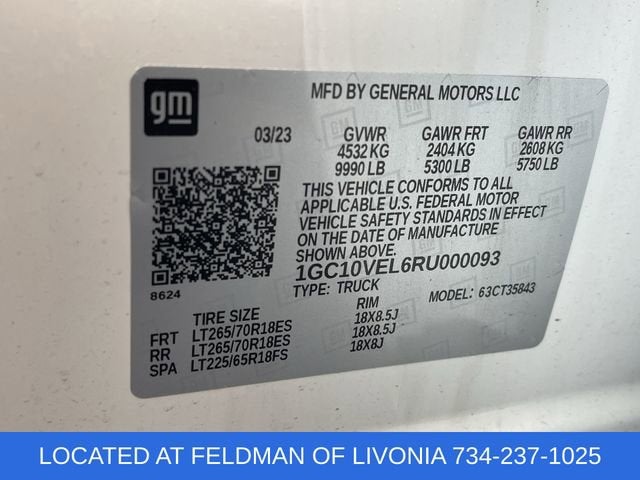 gm
MFD BY GENERAL MOTORS LLC
03/23 GVWR GAWR FRT GAWR RR
4532 KG 2404 KG 2608 KG
9990 LB 5300 LB 5750 LB
THIS VEHICLE CONFORMS TO ALL
APPLICABLE U.S. FEDERAL MOTOR
VEHICLE SAFETY STANDARDS IN EFFECT
ON THE DATE OF MANUFACTURE
SHOWN ABOVE.
1GC10VEL6RU000093
8624
TYPE: TRUCK MODEL: 63CT35843
TIRE SIZE RIM
FRT LT265/70R18ES 18X8.5J
RR LT265/70R18ES 18X8.5J
SPA LT225/65R18FS 18X8J
LOCATED AT FELDMAN OF LIVONIA 734-237-1025